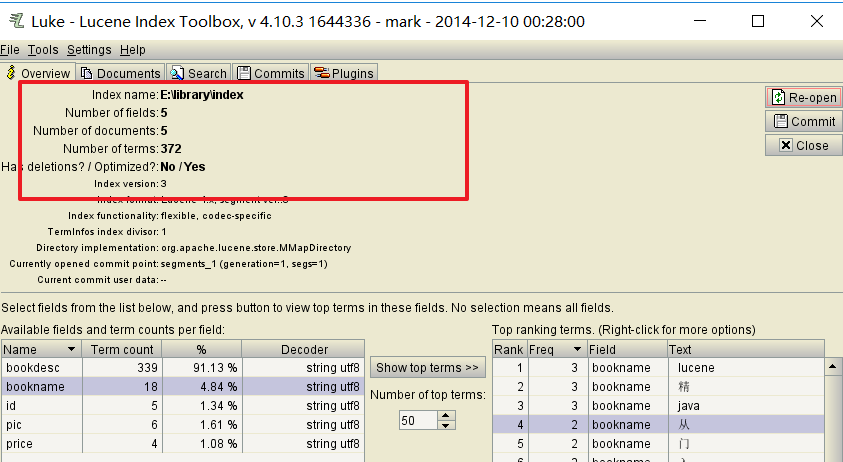 Luke - Lucene Index Toolbox, v 4.10.3 1644336 - mark - 2014-12-10 00:28:00
File Tools Settings Help
Overview Documents Search Commits Plugins
Index name: E:\library\index
Number of fields: 5
Number of documents: 5
Number of terms: 372
Has deletions? / Optimized?: No / Yes
Index version: 3
Index functionality: flexible, codec-specific
TermInfos index divisor: 1
Directory implementation: org.apache.lucene.store.MMapDirectory
Currently opened commit point: segments_1 (generation=1, segs=1)
Current commit user data: --
Re-open
Commit
Close
Select fields from the list below, and press button to view top terms in these fields. No selection means all fields.
Available fields and term counts per field:
Name Term count % Decoder
bookdesc 339 91.13 % string utf8
bookname 18 4.84 % string utf8
id 5 1.34 % string utf8
pic 6 1.61 % string utf8
price 4 1.08 % string utf8
Show top terms >>
Number of top terms:
50
Top ranking terms. (Right-click for more options)
Rank Freq Field Text
1 3 bookname lucene
2 3 bookname 精
3 3 bookname java
4 2 bookname 从
5 2 bookname 门